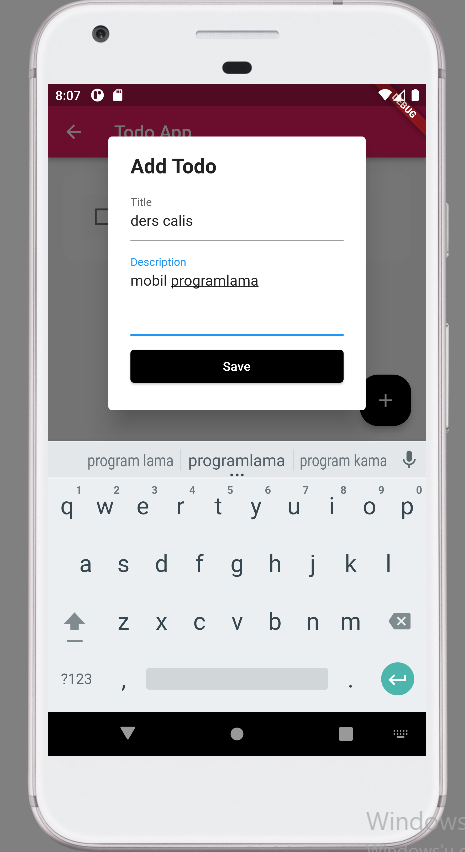 8:07
DEBUG
Todo App
Add Todo
Title
ders calis
Description
mobil programlama
Save
+
program lama programlama program kama
1 2 3 4 5 6 7 8 9 0
q w e r t y u i o p
a s d f g h j k l
z x c v b n m
?123 , .
Windows
Windows'u